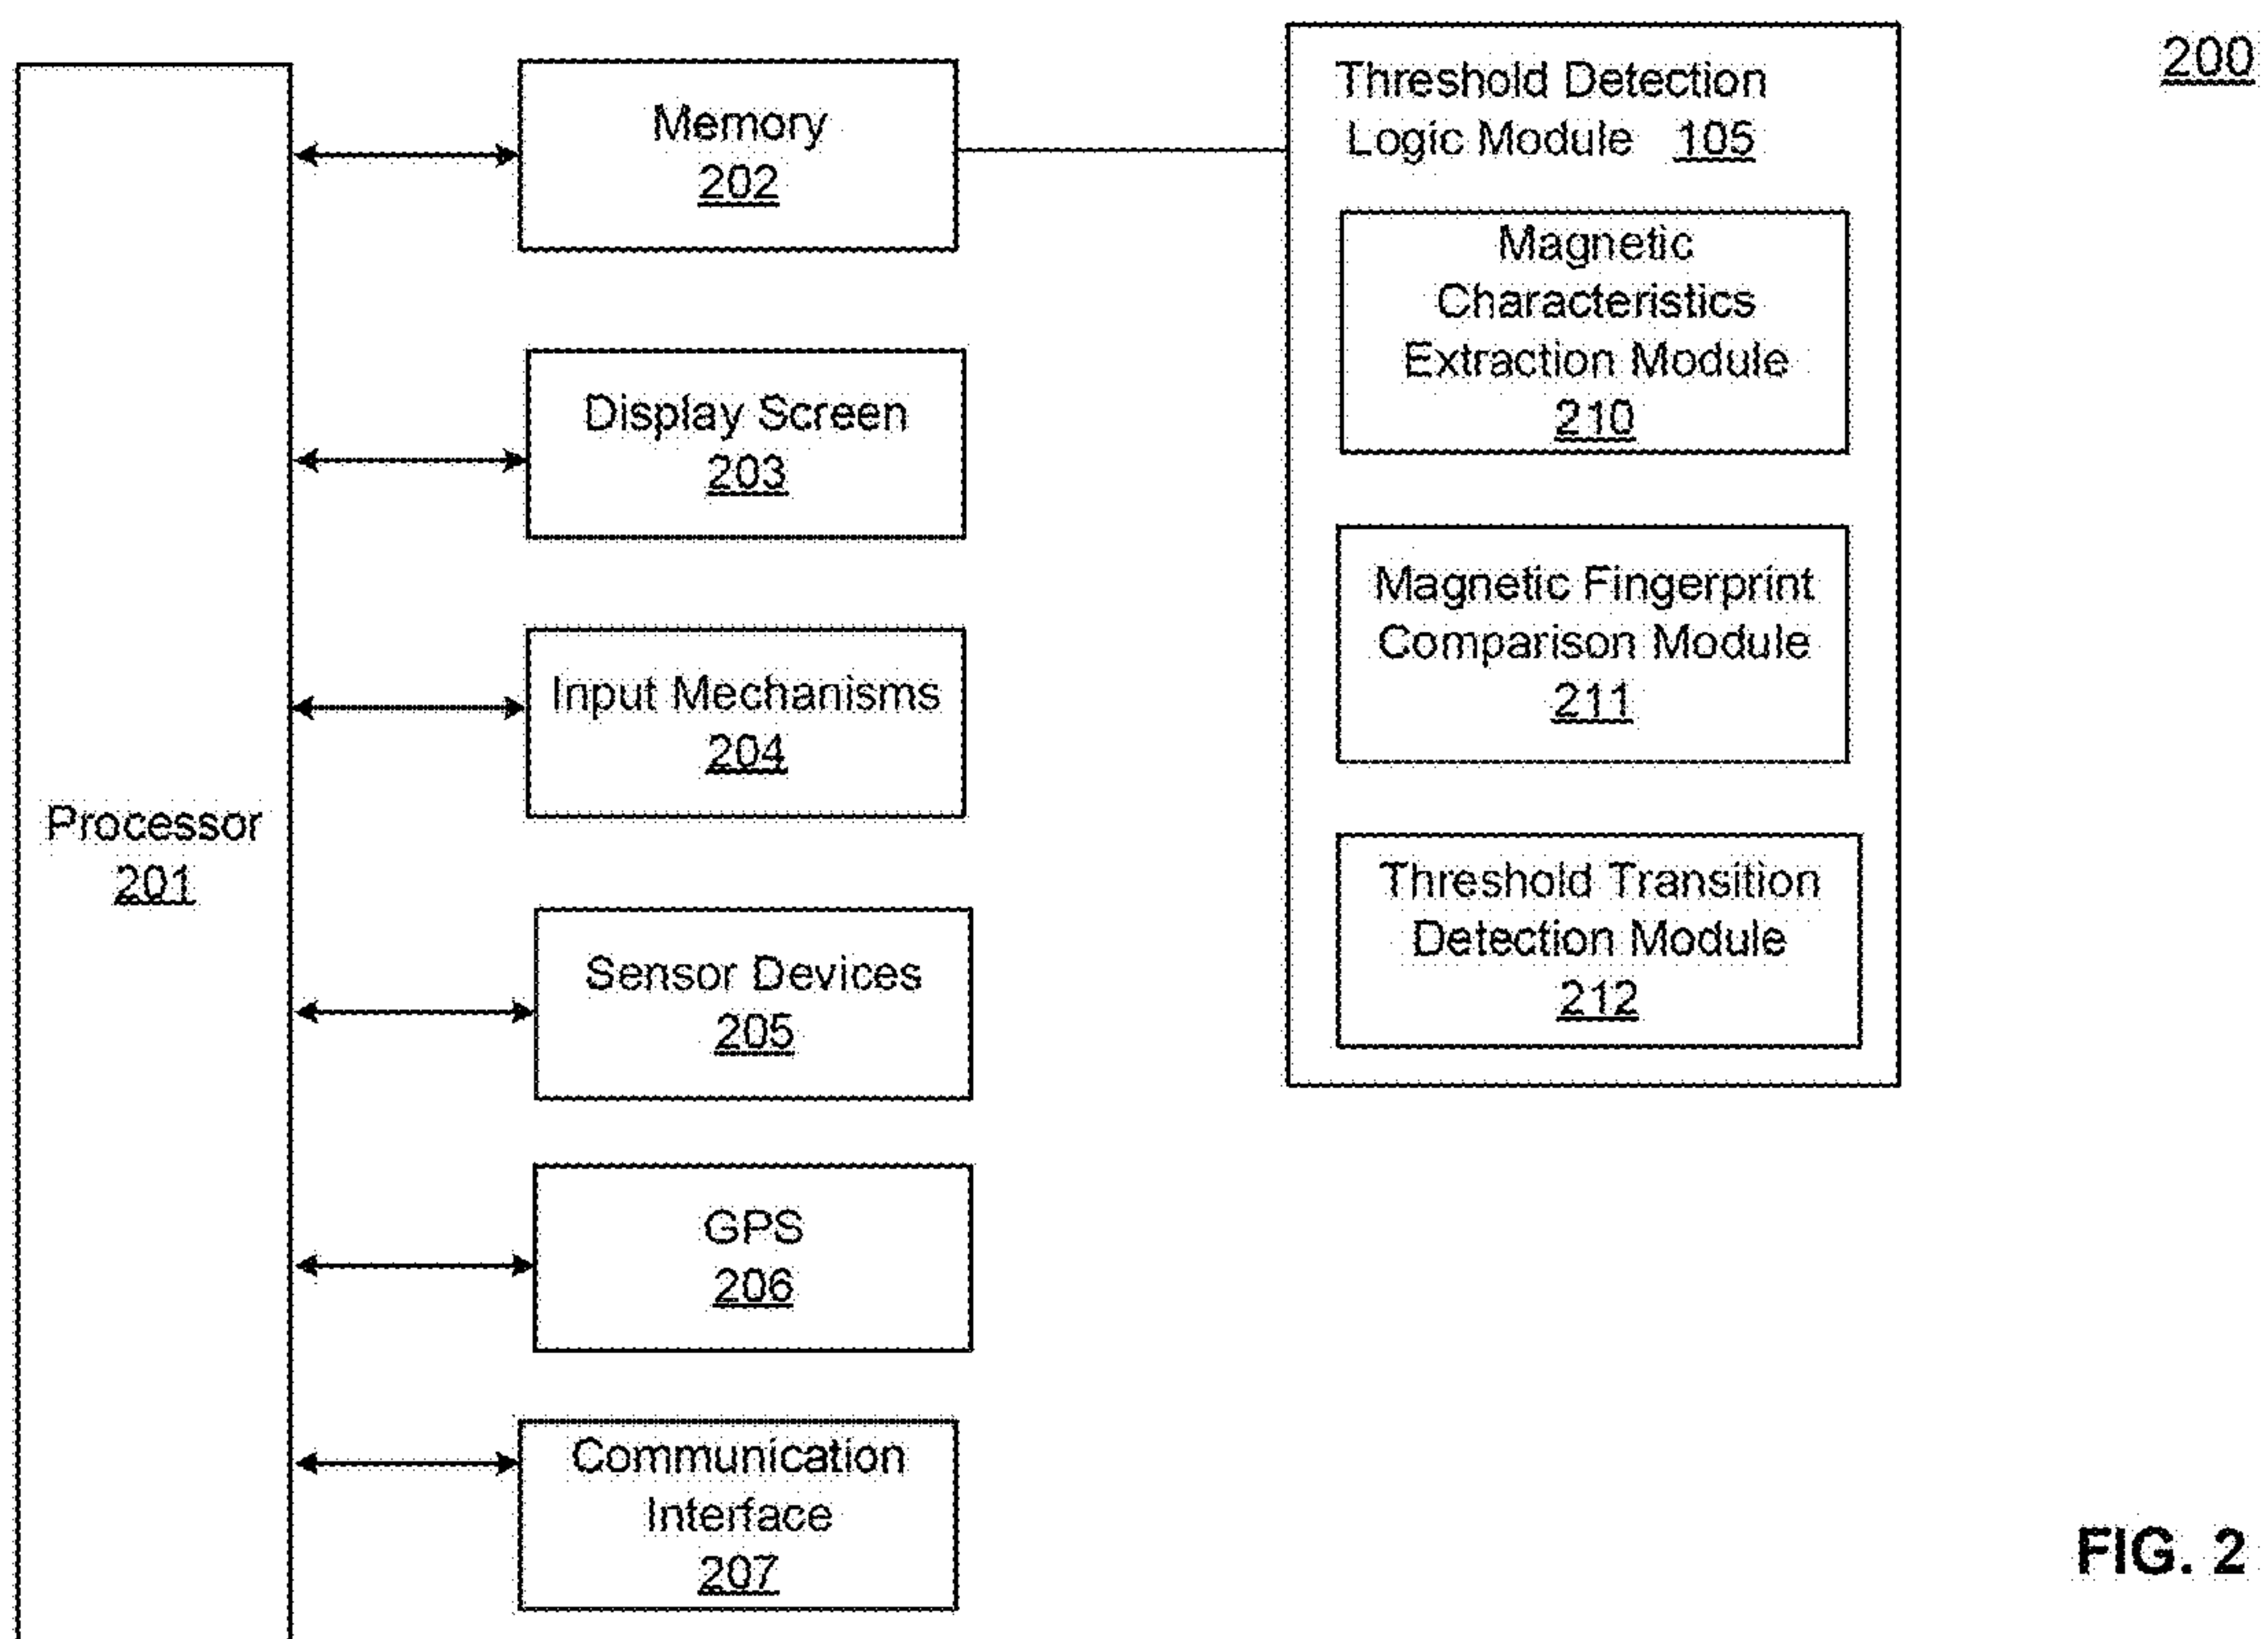 200
Processor
201
Memory
202
Display Screen
203
Input Mechanisms
204
Sensor Devices
205
GPS
206
Communication
Interface
207
Threshold Detection
Logic Module 105
Magnetic
Characteristics
Extraction Module
210
Magnetic Fingerprint
Comparison Module
211
Threshold Transition
Detection Module
212
FIG. 2